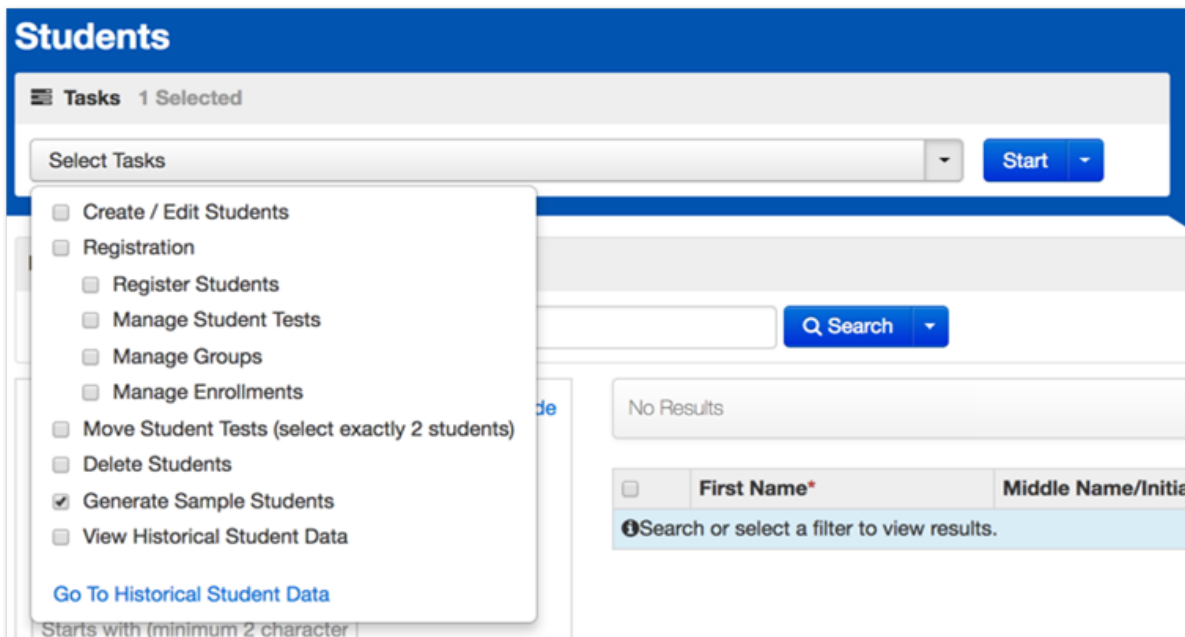 Students
Tasks 1 Selected
Select Tasks
Start
Create / Edit Students
Registration
Register Students
Manage Student Tests
Manage Groups
Manage Enrollments
Move Student Tests (select exactly 2 students)
Delete Students
Generate Sample Students
View Historical Student Data
Go To Historical Student Data
Search
de
Starts with (minimum 2 character
No Results
First Name* Middle Name/Initia
Search or select a filter to view results.